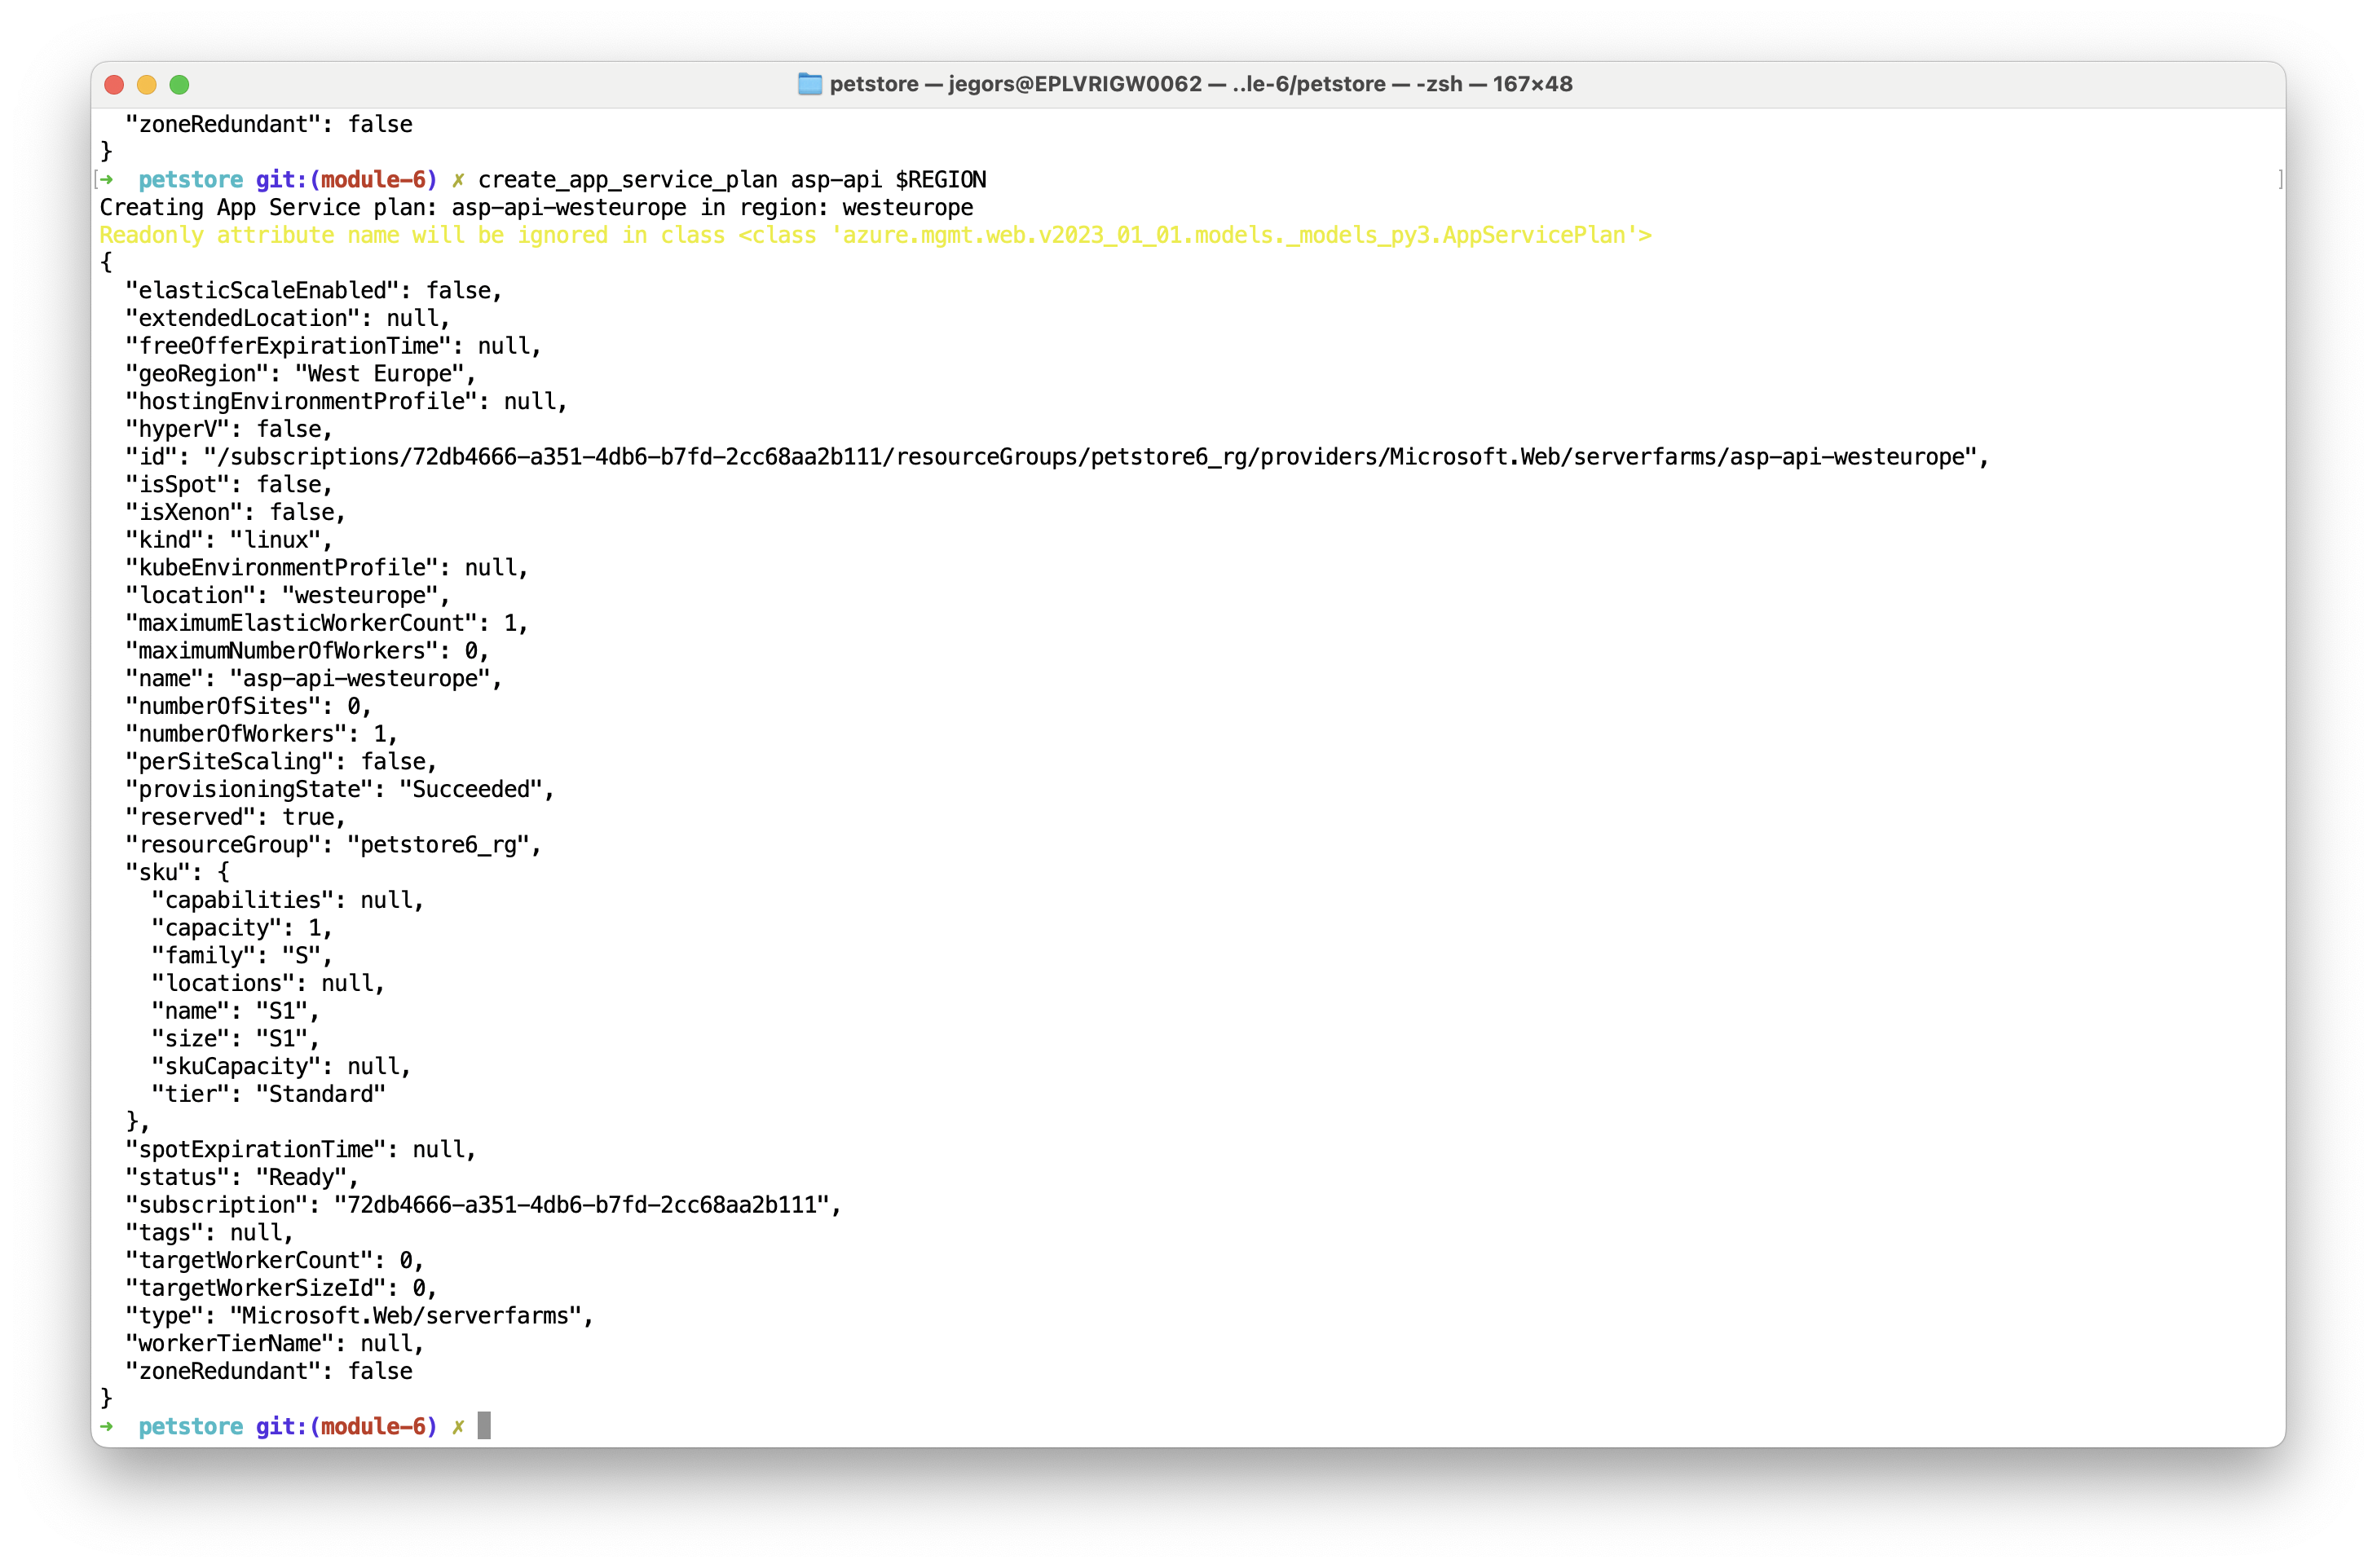 petstore — jegors@EPLVRIGW0062 — ..le-6/petstore — -zsh — 167×48
  "zoneRedundant": false
}
[➜  petstore git:(module-6) ✗ create_app_service_plan asp-api $REGION ]
Creating App Service plan: asp-api-westeurope in region: westeurope
Readonly attribute name will be ignored in class <class 'azure.mgmt.web.v2023_01_01.models._models_py3.AppServicePlan'>
{
  "elasticScaleEnabled": false,
  "extendedLocation": null,
  "freeOfferExpirationTime": null,
  "geoRegion": "West Europe",
  "hostingEnvironmentProfile": null,
  "hyperV": false,
  "id": "/subscriptions/72db4666-a351-4db6-b7fd-2cc68aa2b111/resourceGroups/petstore6_rg/providers/Microsoft.Web/serverfarms/asp-api-westeurope",
  "isSpot": false,
  "isXenon": false,
  "kind": "linux",
  "kubeEnvironmentProfile": null,
  "location": "westeurope",
  "maximumElasticWorkerCount": 1,
  "maximumNumberOfWorkers": 0,
  "name": "asp-api-westeurope",
  "numberOfSites": 0,
  "numberOfWorkers": 1,
  "perSiteScaling": false,
  "provisioningState": "Succeeded",
  "reserved": true,
  "resourceGroup": "petstore6_rg",
  "sku": {
    "capabilities": null,
    "capacity": 1,
    "family": "S",
    "locations": null,
    "name": "S1",
    "size": "S1",
    "skuCapacity": null,
    "tier": "Standard"
  },
  "spotExpirationTime": null,
  "status": "Ready",
  "subscription": "72db4666-a351-4db6-b7fd-2cc68aa2b111",
  "tags": null,
  "targetWorkerCount": 0,
  "targetWorkerSizeId": 0,
  "type": "Microsoft.Web/serverfarms",
  "workerTierName": null,
  "zoneRedundant": false
}
➜  petstore git:(module-6) ✗